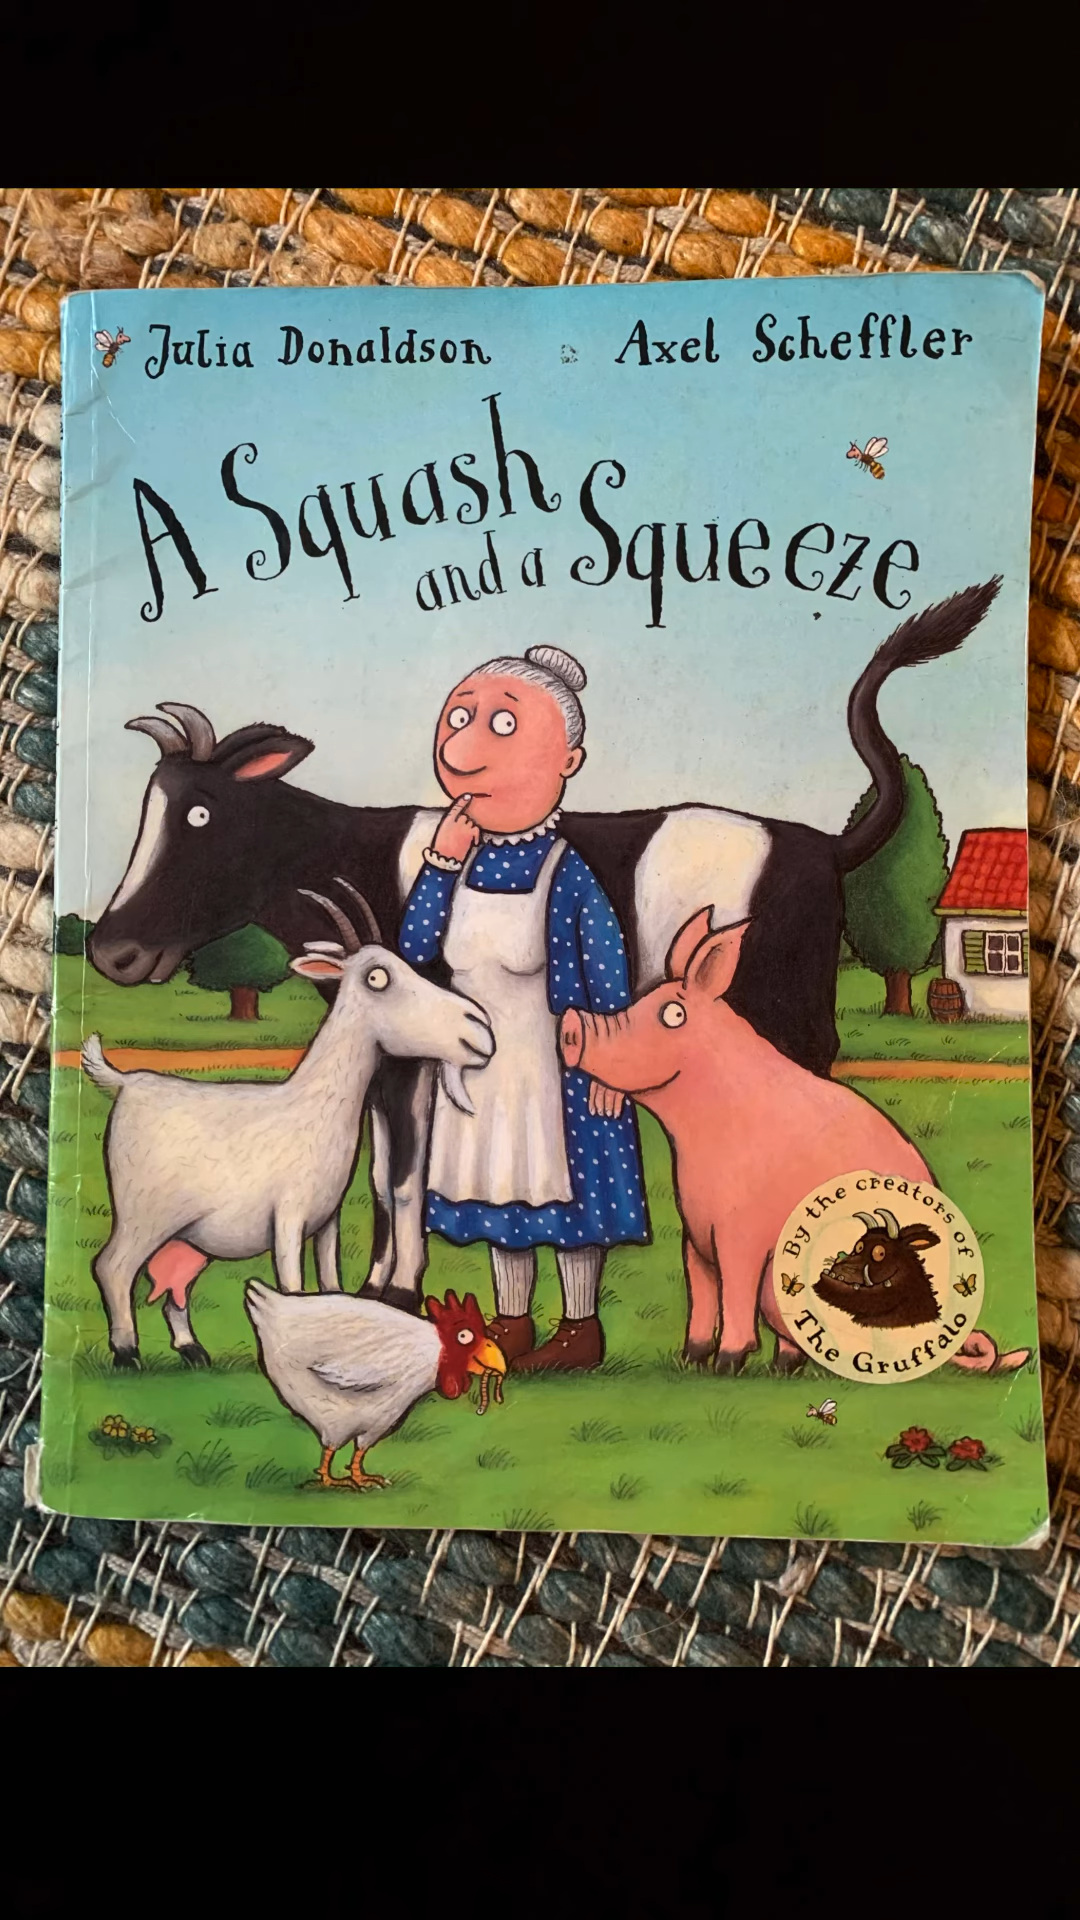 Julia Donaldson Axel Scheffler
A Squash
and a Squeeze
By the creators of
The Gruffalo